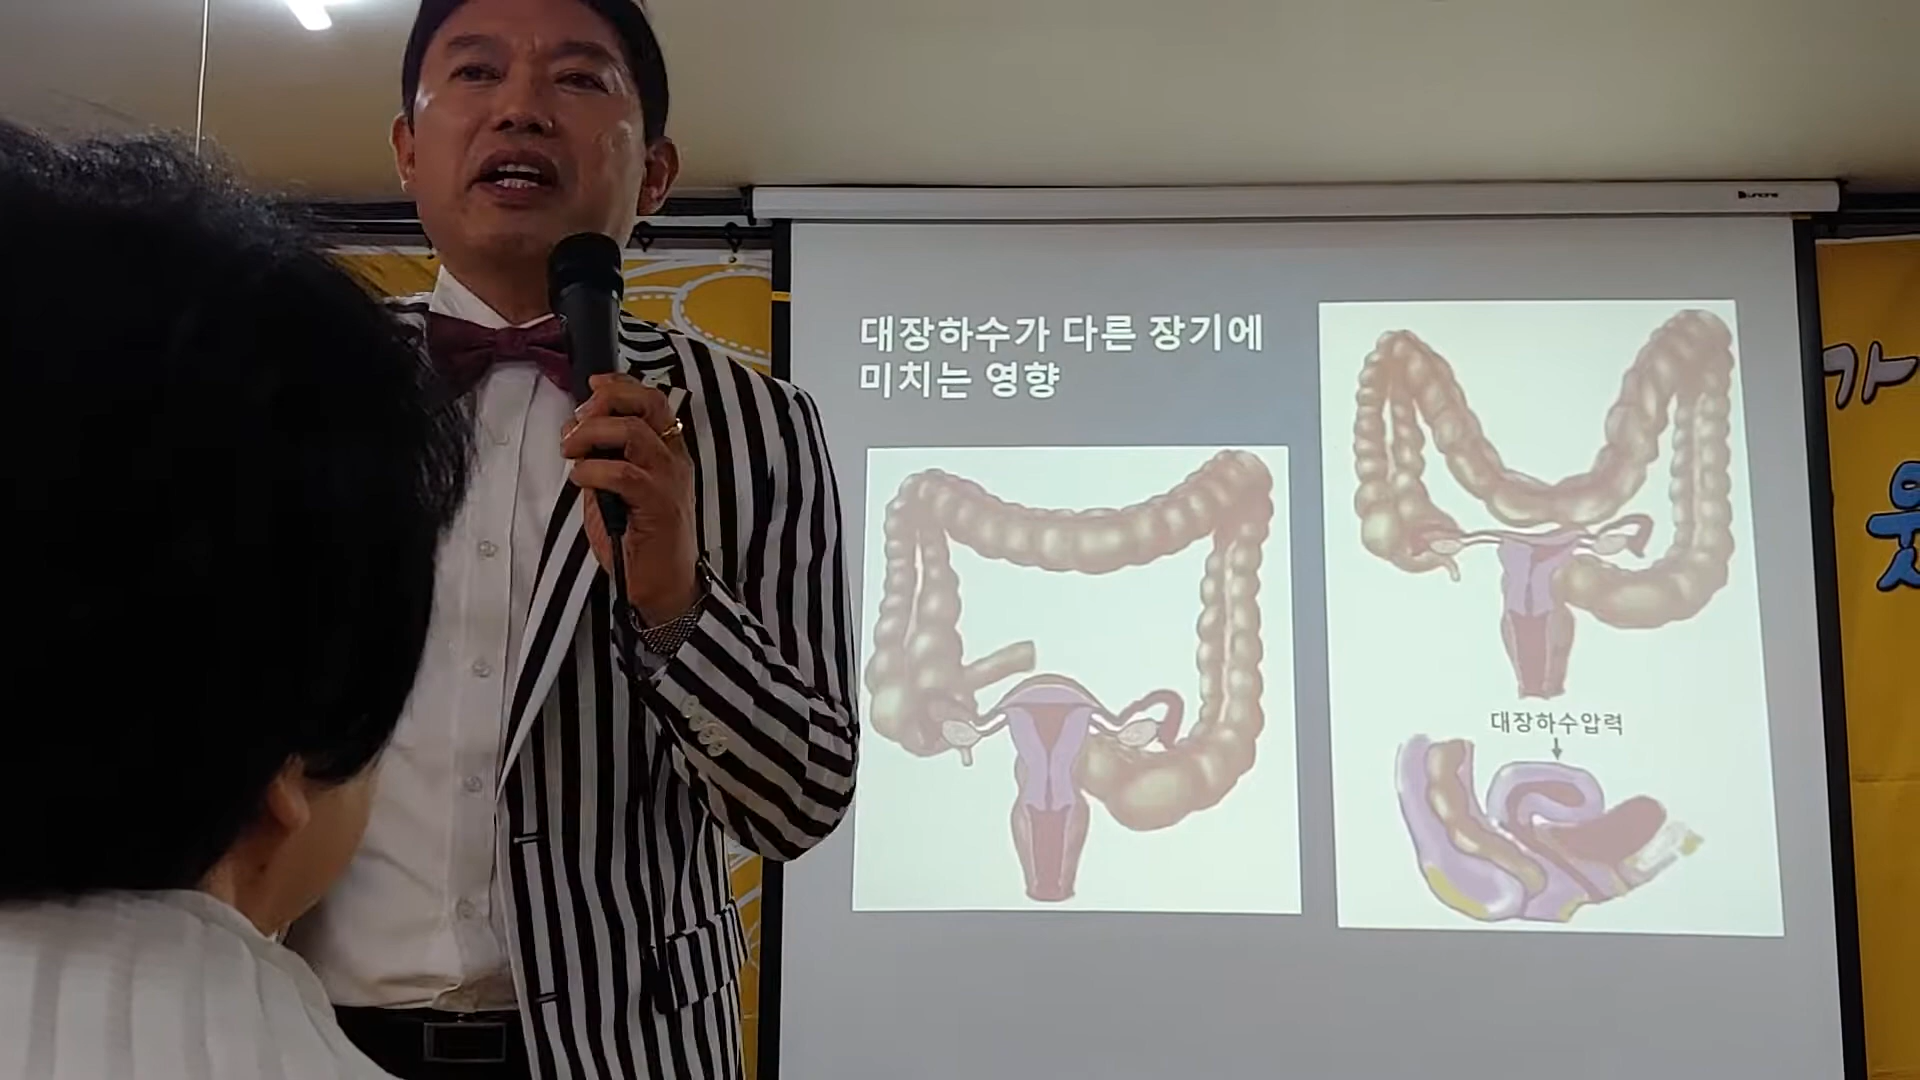 대장하수가 다른 장기에
미치는 영향
대장하수압력
가